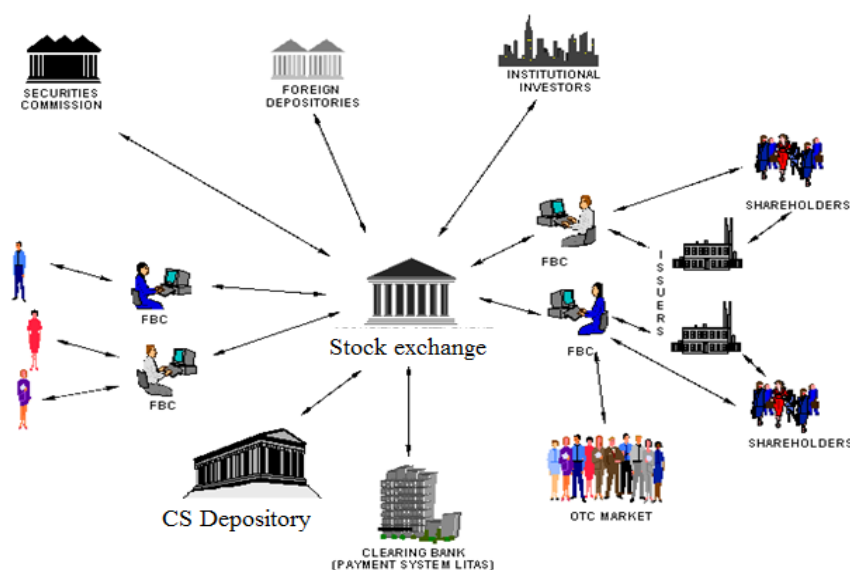 SECURITIES
COMMISSION
FOREIGN
DEPOSITORIES
INSTITUTIONAL
INVESTORS
SHAREHOLDERS
FBC
ISSUERS
FBC
Stock exchange
FBC
FBC
FBC
SHAREHOLDERS
CS Depository
OTC MARKET
CLEARING BANK
(PAYMENT SYSTEM LITAS)